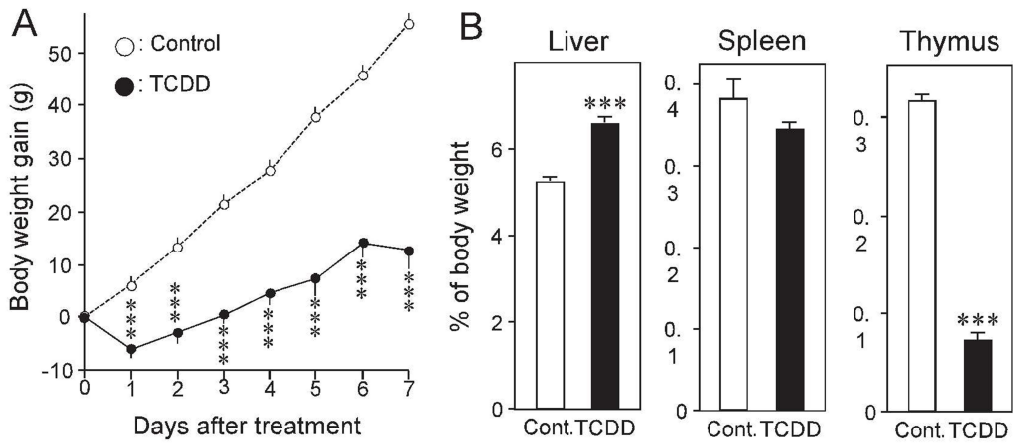 A
○: Control
●: TCDD
Body weight gain (g)
50
40
30
20
10
0
-10
***
***
***
***
***
***
***
0 1 2 3 4 5 6 7
Days after treatment
B
% of body weight
Liver
6
4
2
0
***
Cont. TCDD
Spleen
0.
4
0.
3
0.
2
0.
1
0
Cont. TCDD
Thymus
0.
3
0.
2
0.
1
0
***
Cont. TCDD